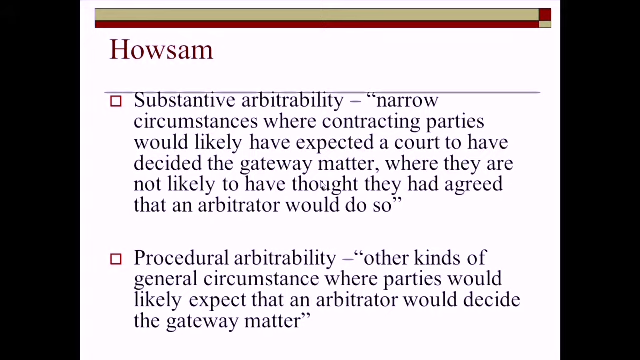 Howsam
Substantive arbitrability – “narrow
circumstances where contracting parties
would likely have expected a court to have
decided the gateway matter, where they are
not likely to have thought they had agreed
that an arbitrator would do so”
Procedural arbitrability –“other kinds of
general circumstance where parties would
likely expect that an arbitrator would decide
the gateway matter”